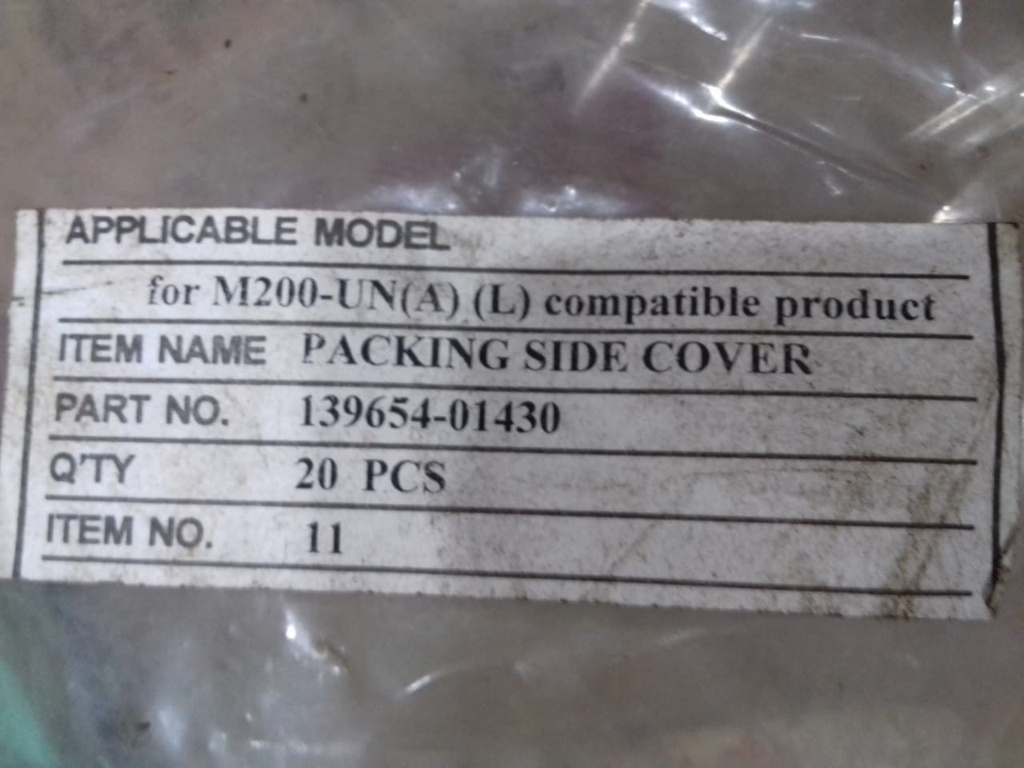 APPLICABLE MODEL
for M200-UN(A) (L) compatible product
ITEM NAME PACKING SIDE COVER
PART NO. 139654-01430
Q'TY 20 PCS
ITEM NO. 11